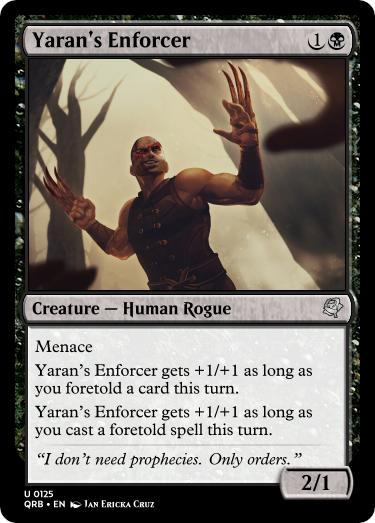 Yaran's Enforcer
1
Creature — Human Rogue
Menace
Yaran's Enforcer gets +1/+1 as long as
you foretold a card this turn.
Yaran's Enforcer gets +1/+1 as long as
you cast a foretold spell this turn.
“I don't need prophecies. Only orders.”
2/1
U 0125
QRB • EN Jan Ericka Cruz